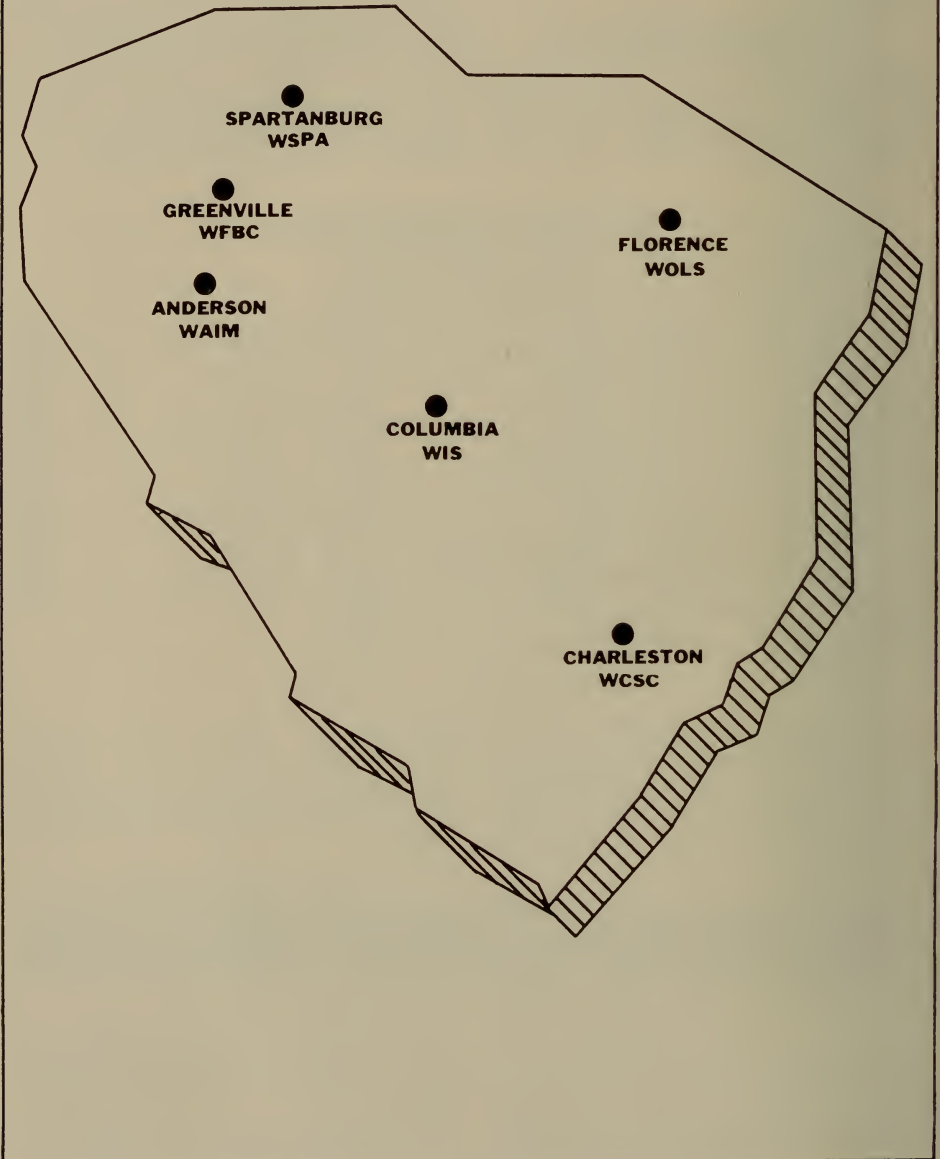 SPARTANBURG
WSPA
GREENVILLE
WFBC
FLORENCE
WOLS
ANDERSON
WAIM
COLUMBIA
WIS
CHARLESTON
WCSC